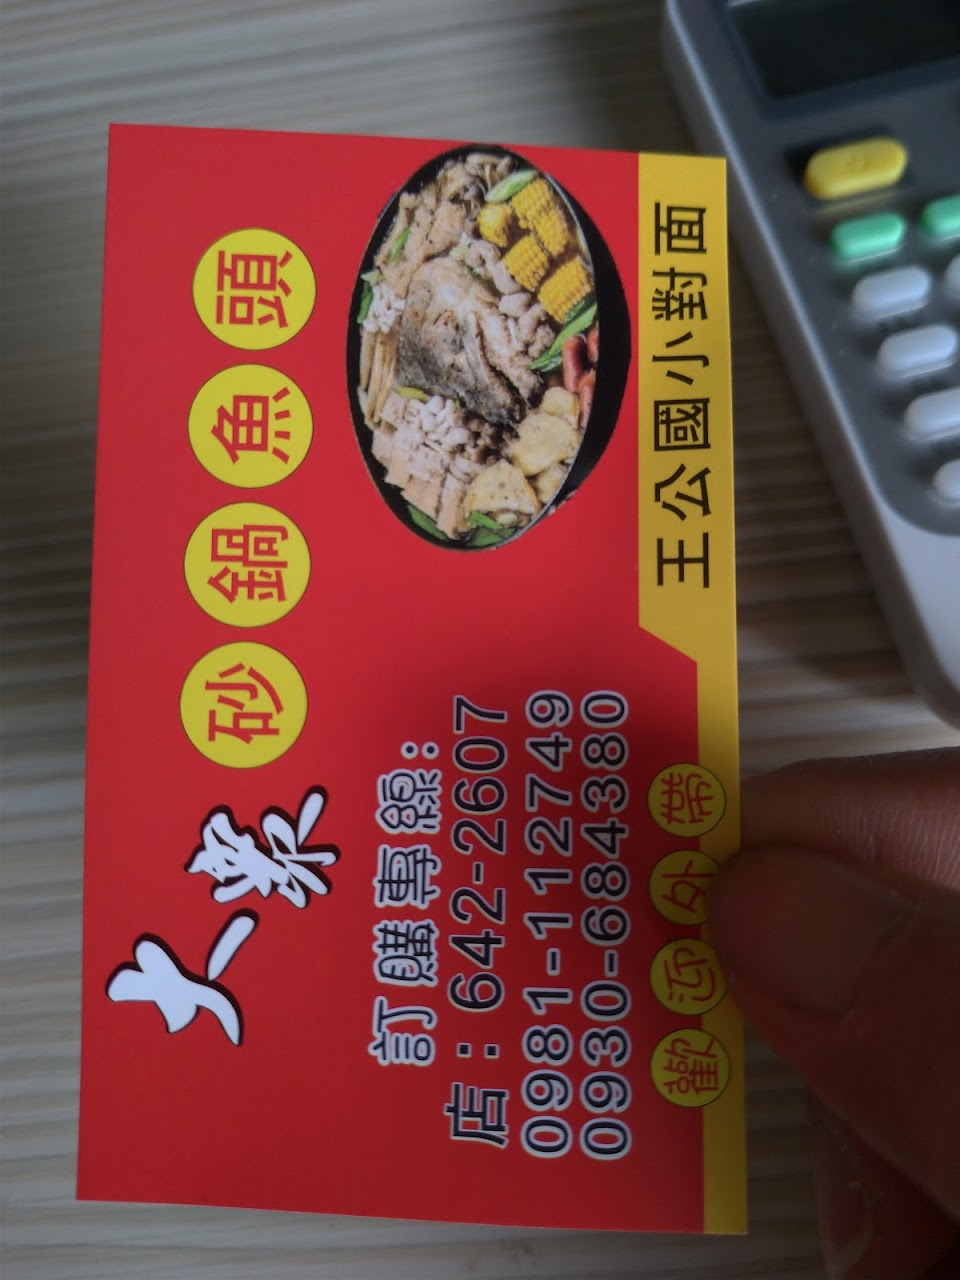 大梁
砂鍋魚頭
訂購專線:
店:642-2607
0981-112749
0930-684380
王公國小對面
歡迎外帶